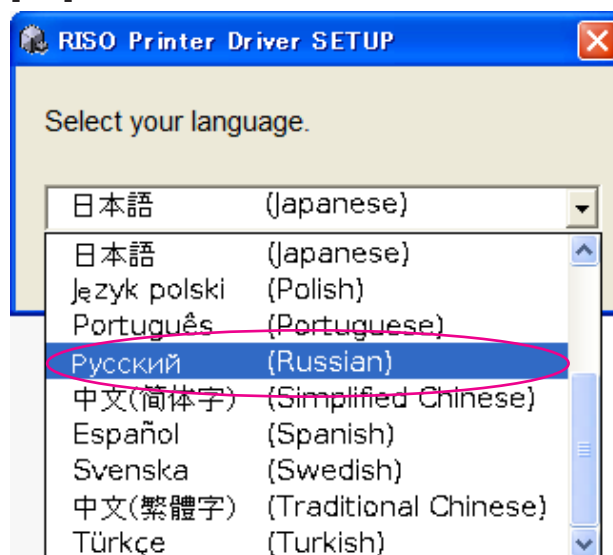 RISO Printer Driver SETUP
Select your language.
日本語 (Japanese)
日本語 (Japanese)
Język polski (Polish)
Português (Portuguese)
Русский (Russian)
中文(简体字) (Simplified Chinese)
Español (Spanish)
Svenska (Swedish)
中文(繁體字) (Traditional Chinese)
Türkçe (Turkish)